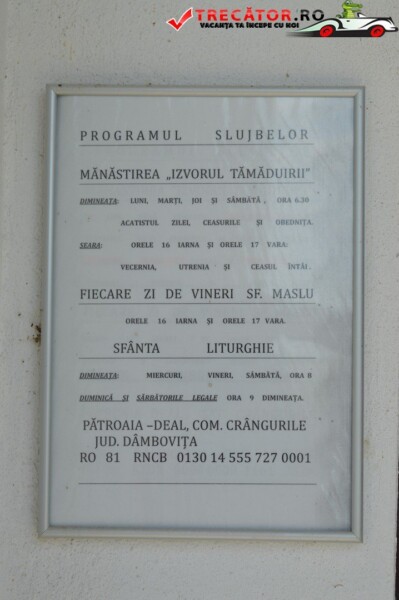 TRECĂTOR.RO
VACANȚA TA ÎNCEPE CU NOI
PROGRAMUL SLUJBELOR
MĂNĂSTIREA „IZVORUL TĂMĂDUIRII”
DIMINEAȚA: LUNI, MARȚI, JOI ȘI SÂMBĂTĂ, ORA 6.30
ACATISTUL ZILEI, CEASURILE ȘI OBEDNIȚA.
SEARA: ORELE 16 IARNA ȘI ORELE 17 VARA:
VECERNIA, UTRENIA ȘI CEASUL ÎNTÂI.
FIECARE ZI DE VINERI SF. MASLU
ORELE 16 IARNA ȘI ORELE 17 VARA.
SFÂNTA LITURGHIE
DIMINEAȚA: MIERCURI, VINERI, SÂMBĂTĂ, ORA 8
DUMINICĂ ȘI SĂRBĂTORILE LEGALE ORA 9 DIMINEAȚA.
PĂTROAIA –DEAL, COM. CRÂNGURILE
JUD. DÂMBOVIȚA
RO 81 RNCB 0130 14 555 727 0001